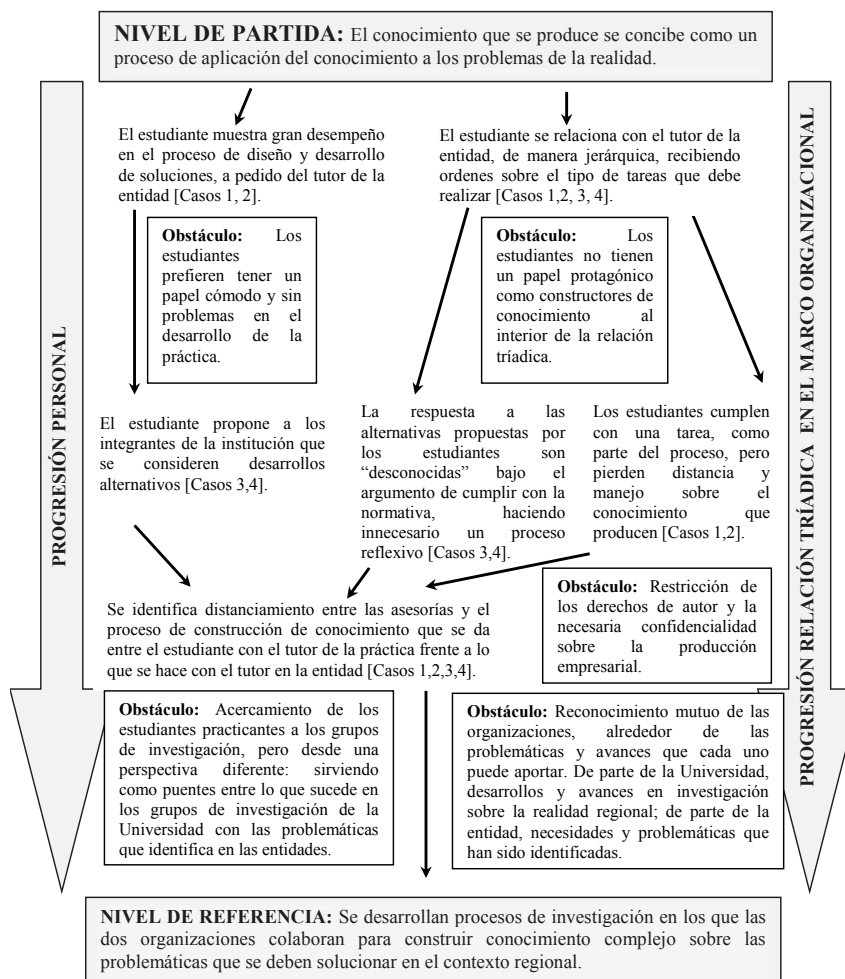 NIVEL DE PARTIDA: El conocimiento que se produce se concibe como un
proceso de aplicación del conocimiento a los problemas de la realidad.
PROGRESIÓN PERSONAL
El estudiante muestra gran desempeño
en el proceso de diseño y desarrollo
de soluciones, a pedido del tutor de la
entidad [Casos 1, 2].
El estudiante se relaciona con el tutor de la
entidad, de manera jerárquica, recibiendo
ordenes sobre el tipo de tareas que debe
realizar [Casos 1,2, 3, 4].
Obstáculo: Los
estudiantes
prefieren tener un
papel cómodo y sin
problemas en el
desarrollo de la
práctica.
Obstáculo: Los
estudiantes no tienen
un papel protagónico
como constructores de
conocimiento al
interior de la relación
tríadica.
El estudiante propone a los
integrantes de la institución que
se consideren desarrollos
alternativos [Casos 3,4].
La respuesta a las
alternativas propuestas por
los estudiantes son
“desconocidas” bajo el
argumento de cumplir con la
normativa, haciendo
innecesario un proceso
reflexivo [Casos 3,4].
Los estudiantes cumplen
con una tarea, como
parte del proceso, pero
pierden distancia y
manejo sobre el
conocimiento que
producen [Casos 1,2].
Se identifica distanciamiento entre las asesorías y el
proceso de construcción de conocimiento que se da
entre el estudiante con el tutor de la práctica frente a lo
que se hace con el tutor en la entidad [Casos 1,2,3,4].
Obstáculo: Restricción de
los derechos de autor y la
necesaria confidencialidad
sobre la producción
empresarial.
Obstáculo: Acercamiento de los
estudiantes practicantes a los grupos
de investigación, pero desde una
perspectiva diferente: sirviendo
como puentes entre lo que sucede en
los grupos de investigación de la
Universidad con las problemáticas
que identifica en las entidades.
Obstáculo: Reconocimiento mutuo de las
organizaciones, alrededor de las
problemáticas y avances que cada uno
puede aportar. De parte de la Universidad,
desarrollos y avances en investigación
sobre la realidad regional; de parte de la
entidad, necesidades y problemáticas que
han sido identificadas.
PROGRESIÓN RELACIÓN TRÍADICA EN EL MARCO ORGANIZACIONAL
NIVEL DE REFERENCIA: Se desarrollan procesos de investigación en los que las
dos organizaciones colaboran para construir conocimiento complejo sobre las
problemáticas que se deben solucionar en el contexto regional.